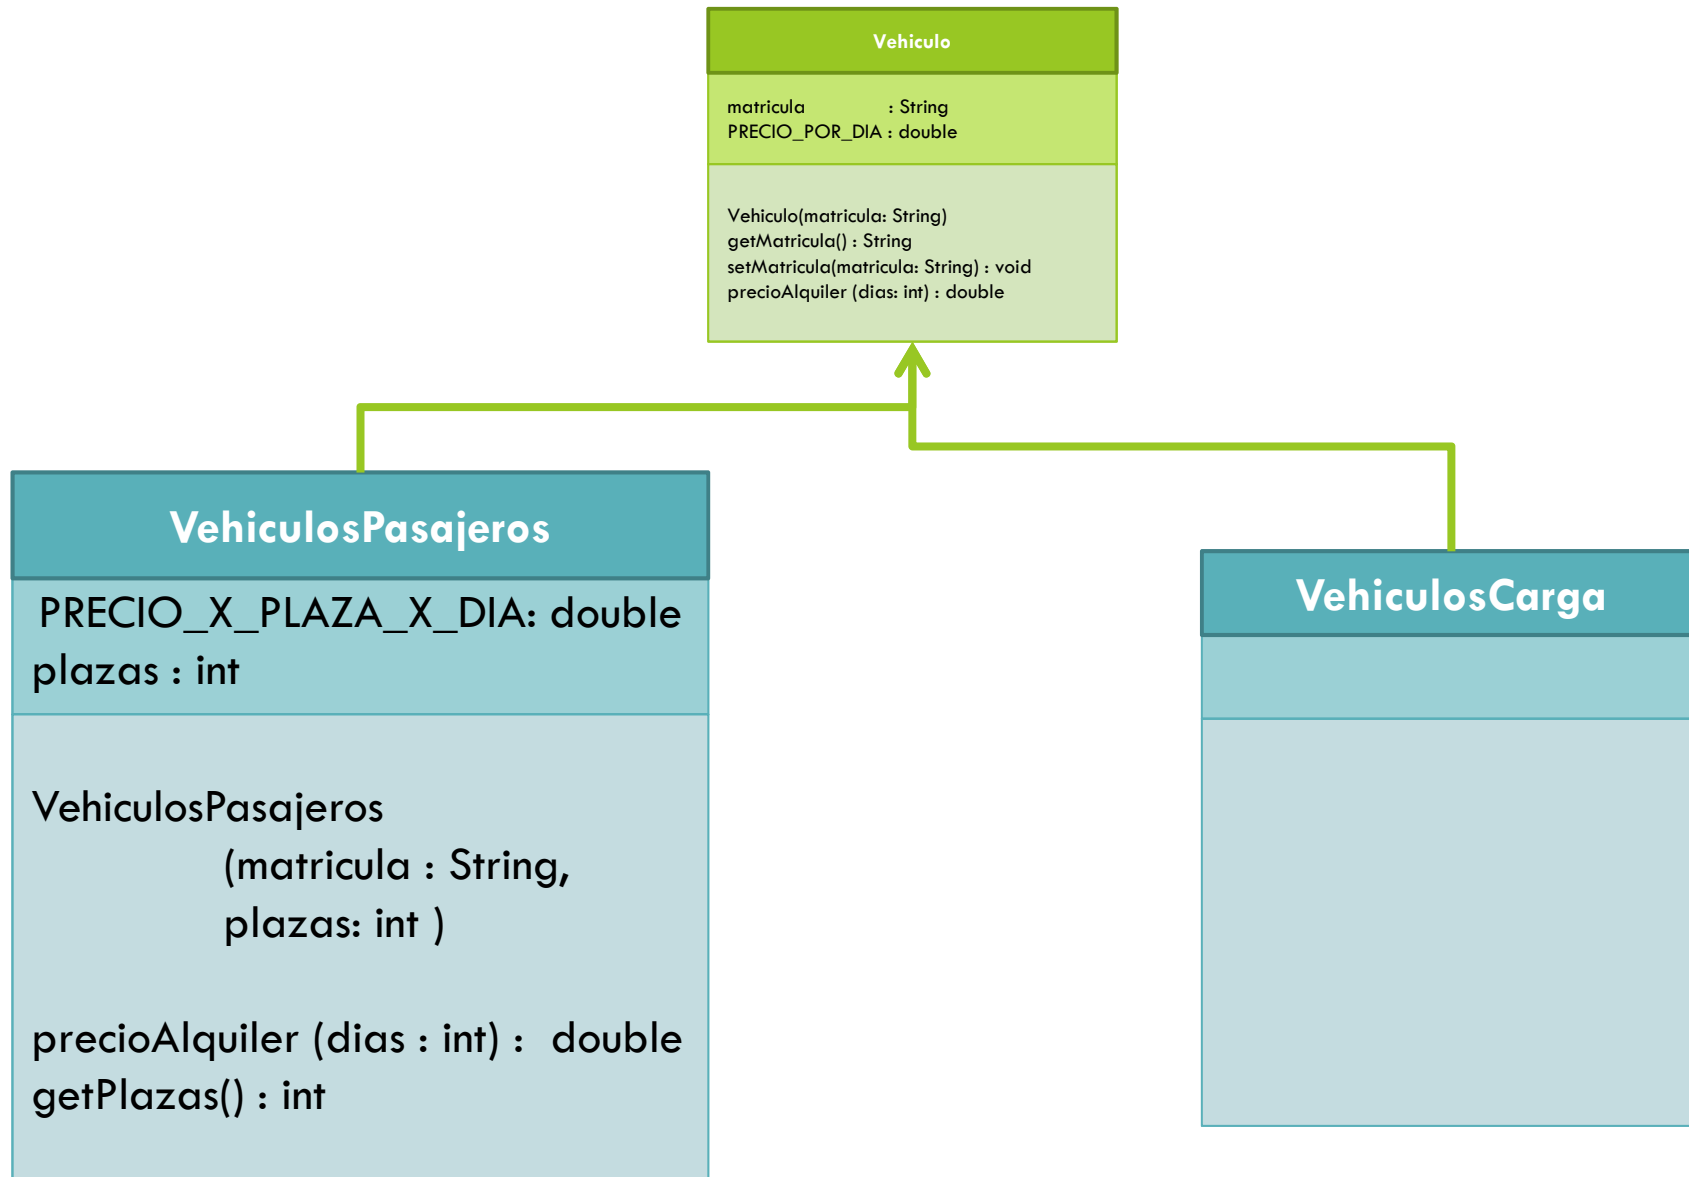 Vehiculo
matricula : String
PRECIO_POR_DIA : double
Vehiculo(matricula: String)
getMatricula() : String
setMatricula(matricula: String) : void
precioAlquiler (dias: int) : double
VehiculosPasajeros
PRECIO_X_PLAZA_X_DIA: double
plazas : int
VehiculosPasajeros
(matricula : String,
plazas: int )
precioAlquiler (dias : int) : double
getPlazas() : int
VehiculosCarga